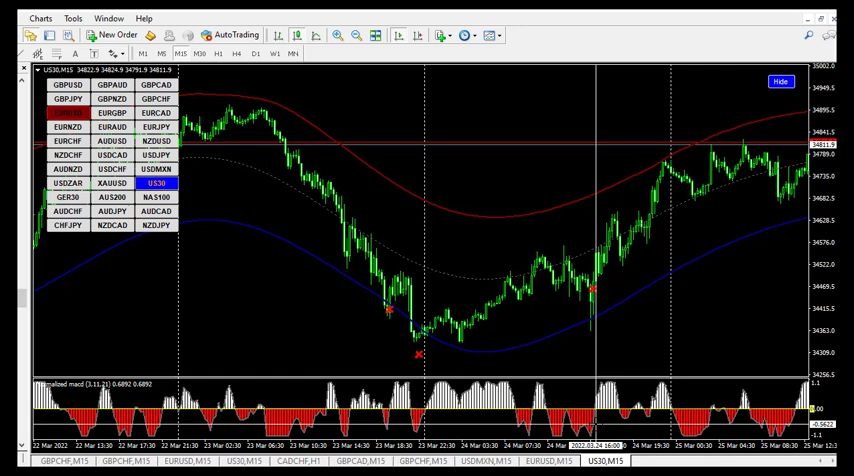 Charts Tools Window Help
New Order AutoTrading
M1 M5 M15 M30 H1 H4 D1 W1 MN
US30,M15 34822.9 34824.9 34791.9 34811.9
Hide
GBPUSD GBPAUD GBPCAD
GBPJPY GBPNZD GBPCHF
EURUSD EURGBP EURCAD
EURNZD EURAUD EURJPY
EURCHF AUDUSD NZDUSD
NZDCHF USDCAD USDJPY
AUDNZD USDCHF USDMXN
USDZAR XAUUSD US30
GER30 AUS200 NAS100
AUDCHF AUDJPY AUDCAD
CHFJPY NZDCAD NZDJPY
35002.0
34949.5
34895.5
34841.5
34811.9
34789.0
34735.0
34682.5
34628.5
34576.0
34522.0
34469.5
34415.5
34363.0
34309.0
34256.5
normalized macd (3,11,21) 0.6892 0.6892
1.1
0.00
-0.5622
-1.1
22 Mar 2022 22 Mar 13:30 22 Mar 17:30 22 Mar 21:30 23 Mar 02:30 23 Mar 06:30 23 Mar 10:30 23 Mar 14:30 23 Mar 18:30 23 Mar 22:30 24 Mar 03:30 24 Mar 07:30 24 Mar 2022.03.24 16:00 24 Mar 19:30 25 Mar 00:30 25 Mar 04:30 25 Mar 08:30 25 Mar 12:3
GBPCHF,M15 GBPCHF,M15 EURUSD,M15 US30,M15 CADCHF,H1 GBPCAD,M15 GBPCHF,M15 USDMXN,M15 EURUSD,M15 US30,M15